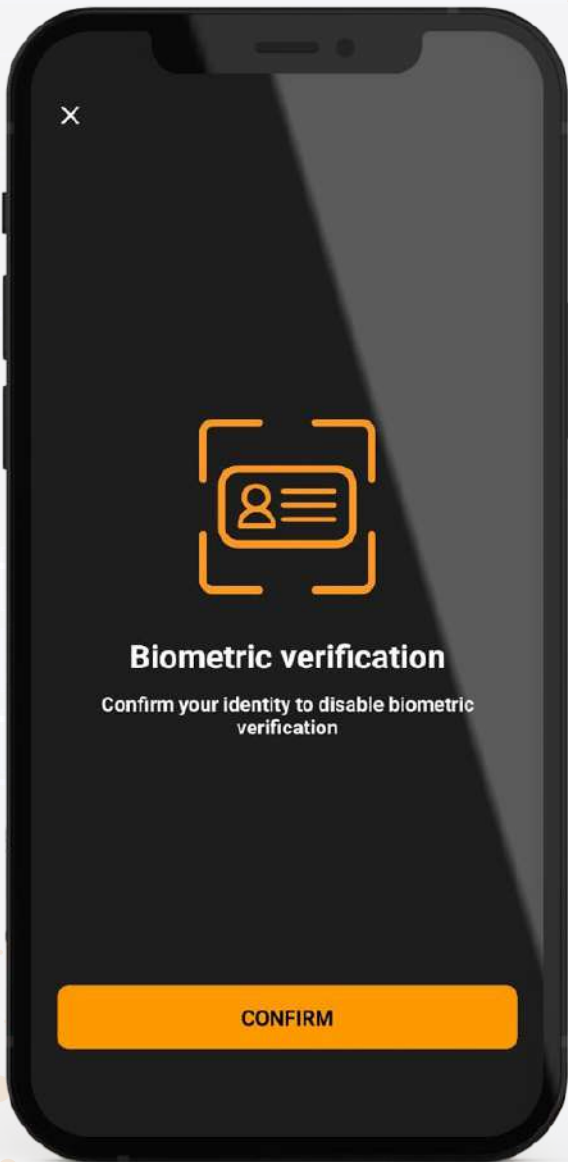 Biometric verification
Confirm your identity to disable biometric
verification
CONFIRM